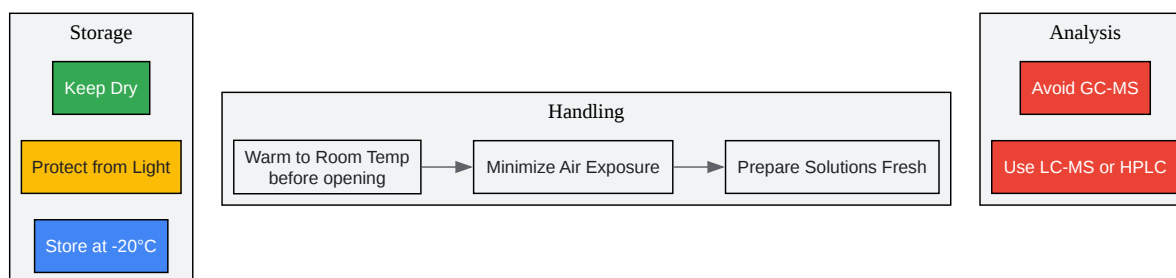 Storage
Keep Dry
Protect from Light
Store at -20°C
Handling
Warm to Room Temp
before opening
Minimize Air Exposure
Prepare Solutions Fresh
Analysis
Avoid GC-MS
Use LC-MS or HPLC